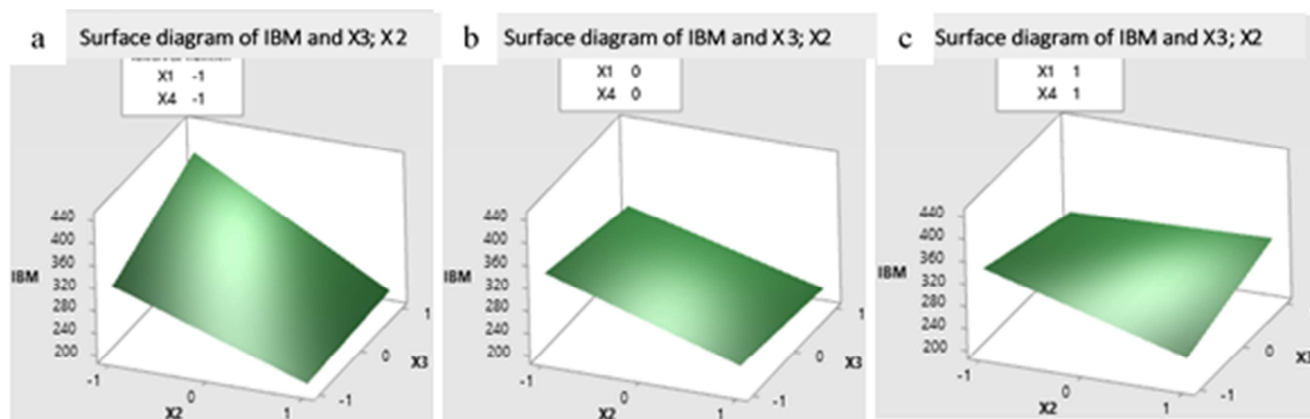 a
Surface diagram of IBM and X3; X2
X1 -1
X4 -1
440
400
360
320
280
240
200
IBM
-1
0
1
X2
-1
0
1
X3
b
Surface diagram of IBM and X3; X2
X1 0
X4 0
440
400
360
320
280
240
200
IBM
-1
0
1
X2
-1
0
1
X3
c
Surface diagram of IBM and X3; X2
X1 1
X4 1
440
400
360
320
280
240
200
IBM
-1
0
1
X2
-1
0